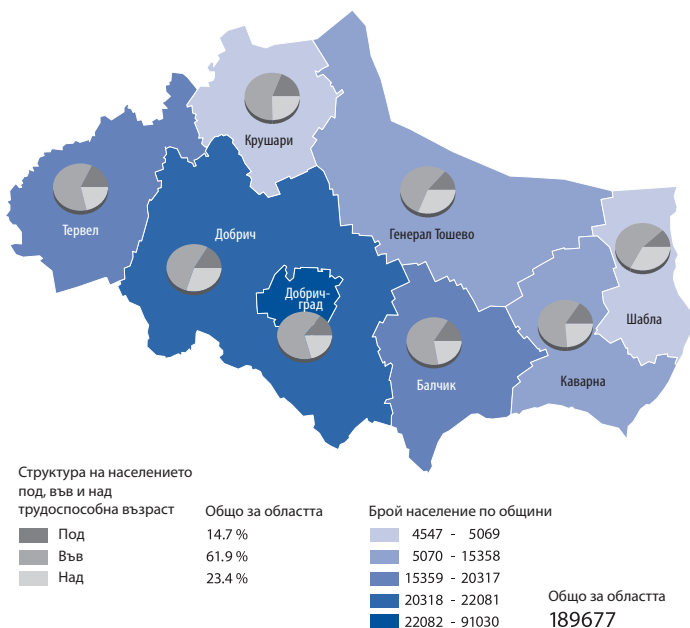 Крушари
Тервел
Добрич
Генерал Тошево
Добрич-
град
Шабла
Балчик
Каварна
Структура на населението
под, във и над
трудоспособна възраст
Общо за областта
Под 14.7 %
Във 61.9 %
Над 23.4 %
Брой население по общини
4547 - 5069
5070 - 15358
15359 - 20317
20318 - 22081
22082 - 91030
Общо за областта
189677